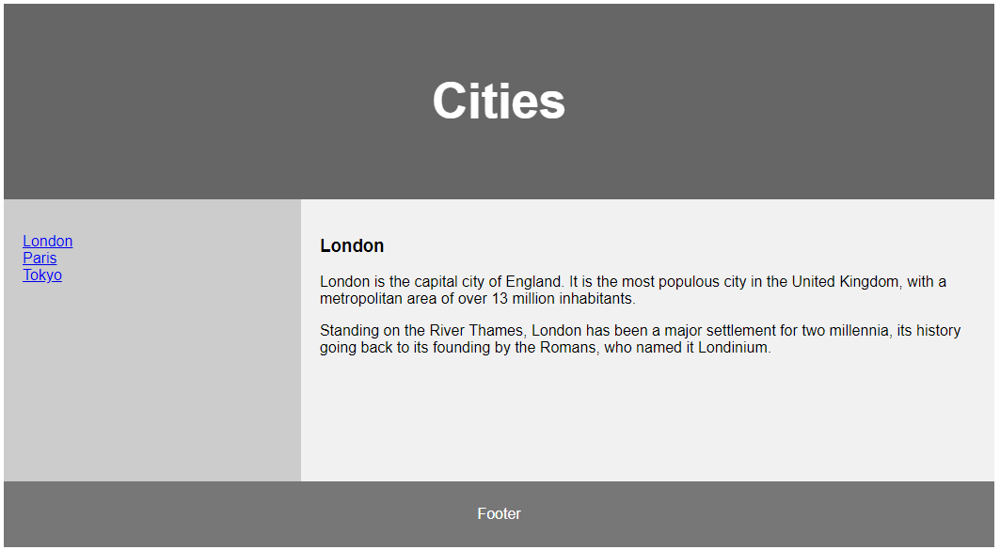 Cities
London
Paris
Tokyo
London
London is the capital city of England. It is the most populous city in the United Kingdom, with a
metropolitan area of over 13 million inhabitants.
Standing on the River Thames, London has been a major settlement for two millennia, its history
going back to its founding by the Romans, who named it Londinium.
Footer